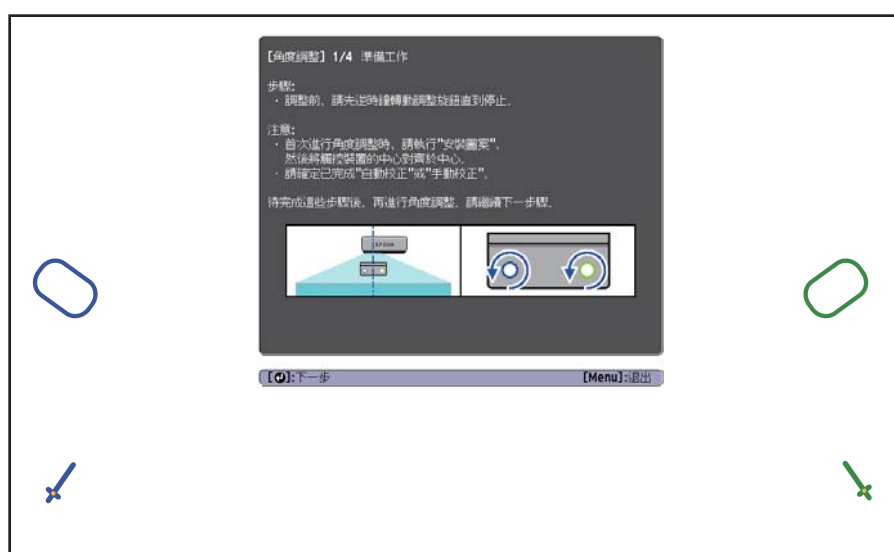 【角度調整】1/4 準備工作
步驟:
· 調整前、請先逆時鐘轉動調整旋鈕直到停止.
注意:
· 首次進行角度調整時、請執行"安裝圖案",
然後將觸控裝置的中心對齊於中心.
· 請確定已完成"自動校正"或"手動校正".
待完成這些步驟後、再進行角度調整. 請繼續下一步驟.
EPSON
[↵]:下一步
[Menu]:退出